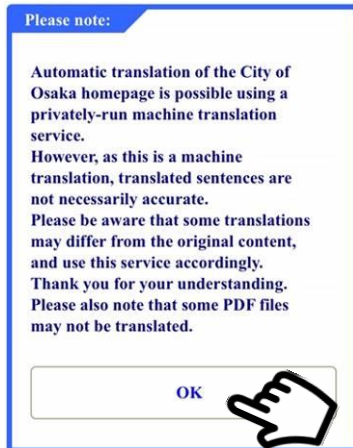 Please note:
Automatic translation of the City of
Osaka homepage is possible using a
privately-run machine translation
service.
However, as this is a machine
translation, translated sentences are
not necessarily accurate.
Please be aware that some translations
may differ from the original content,
and use this service accordingly.
Thank you for your understanding.
Please also note that some PDF files
may not be translated.
OK